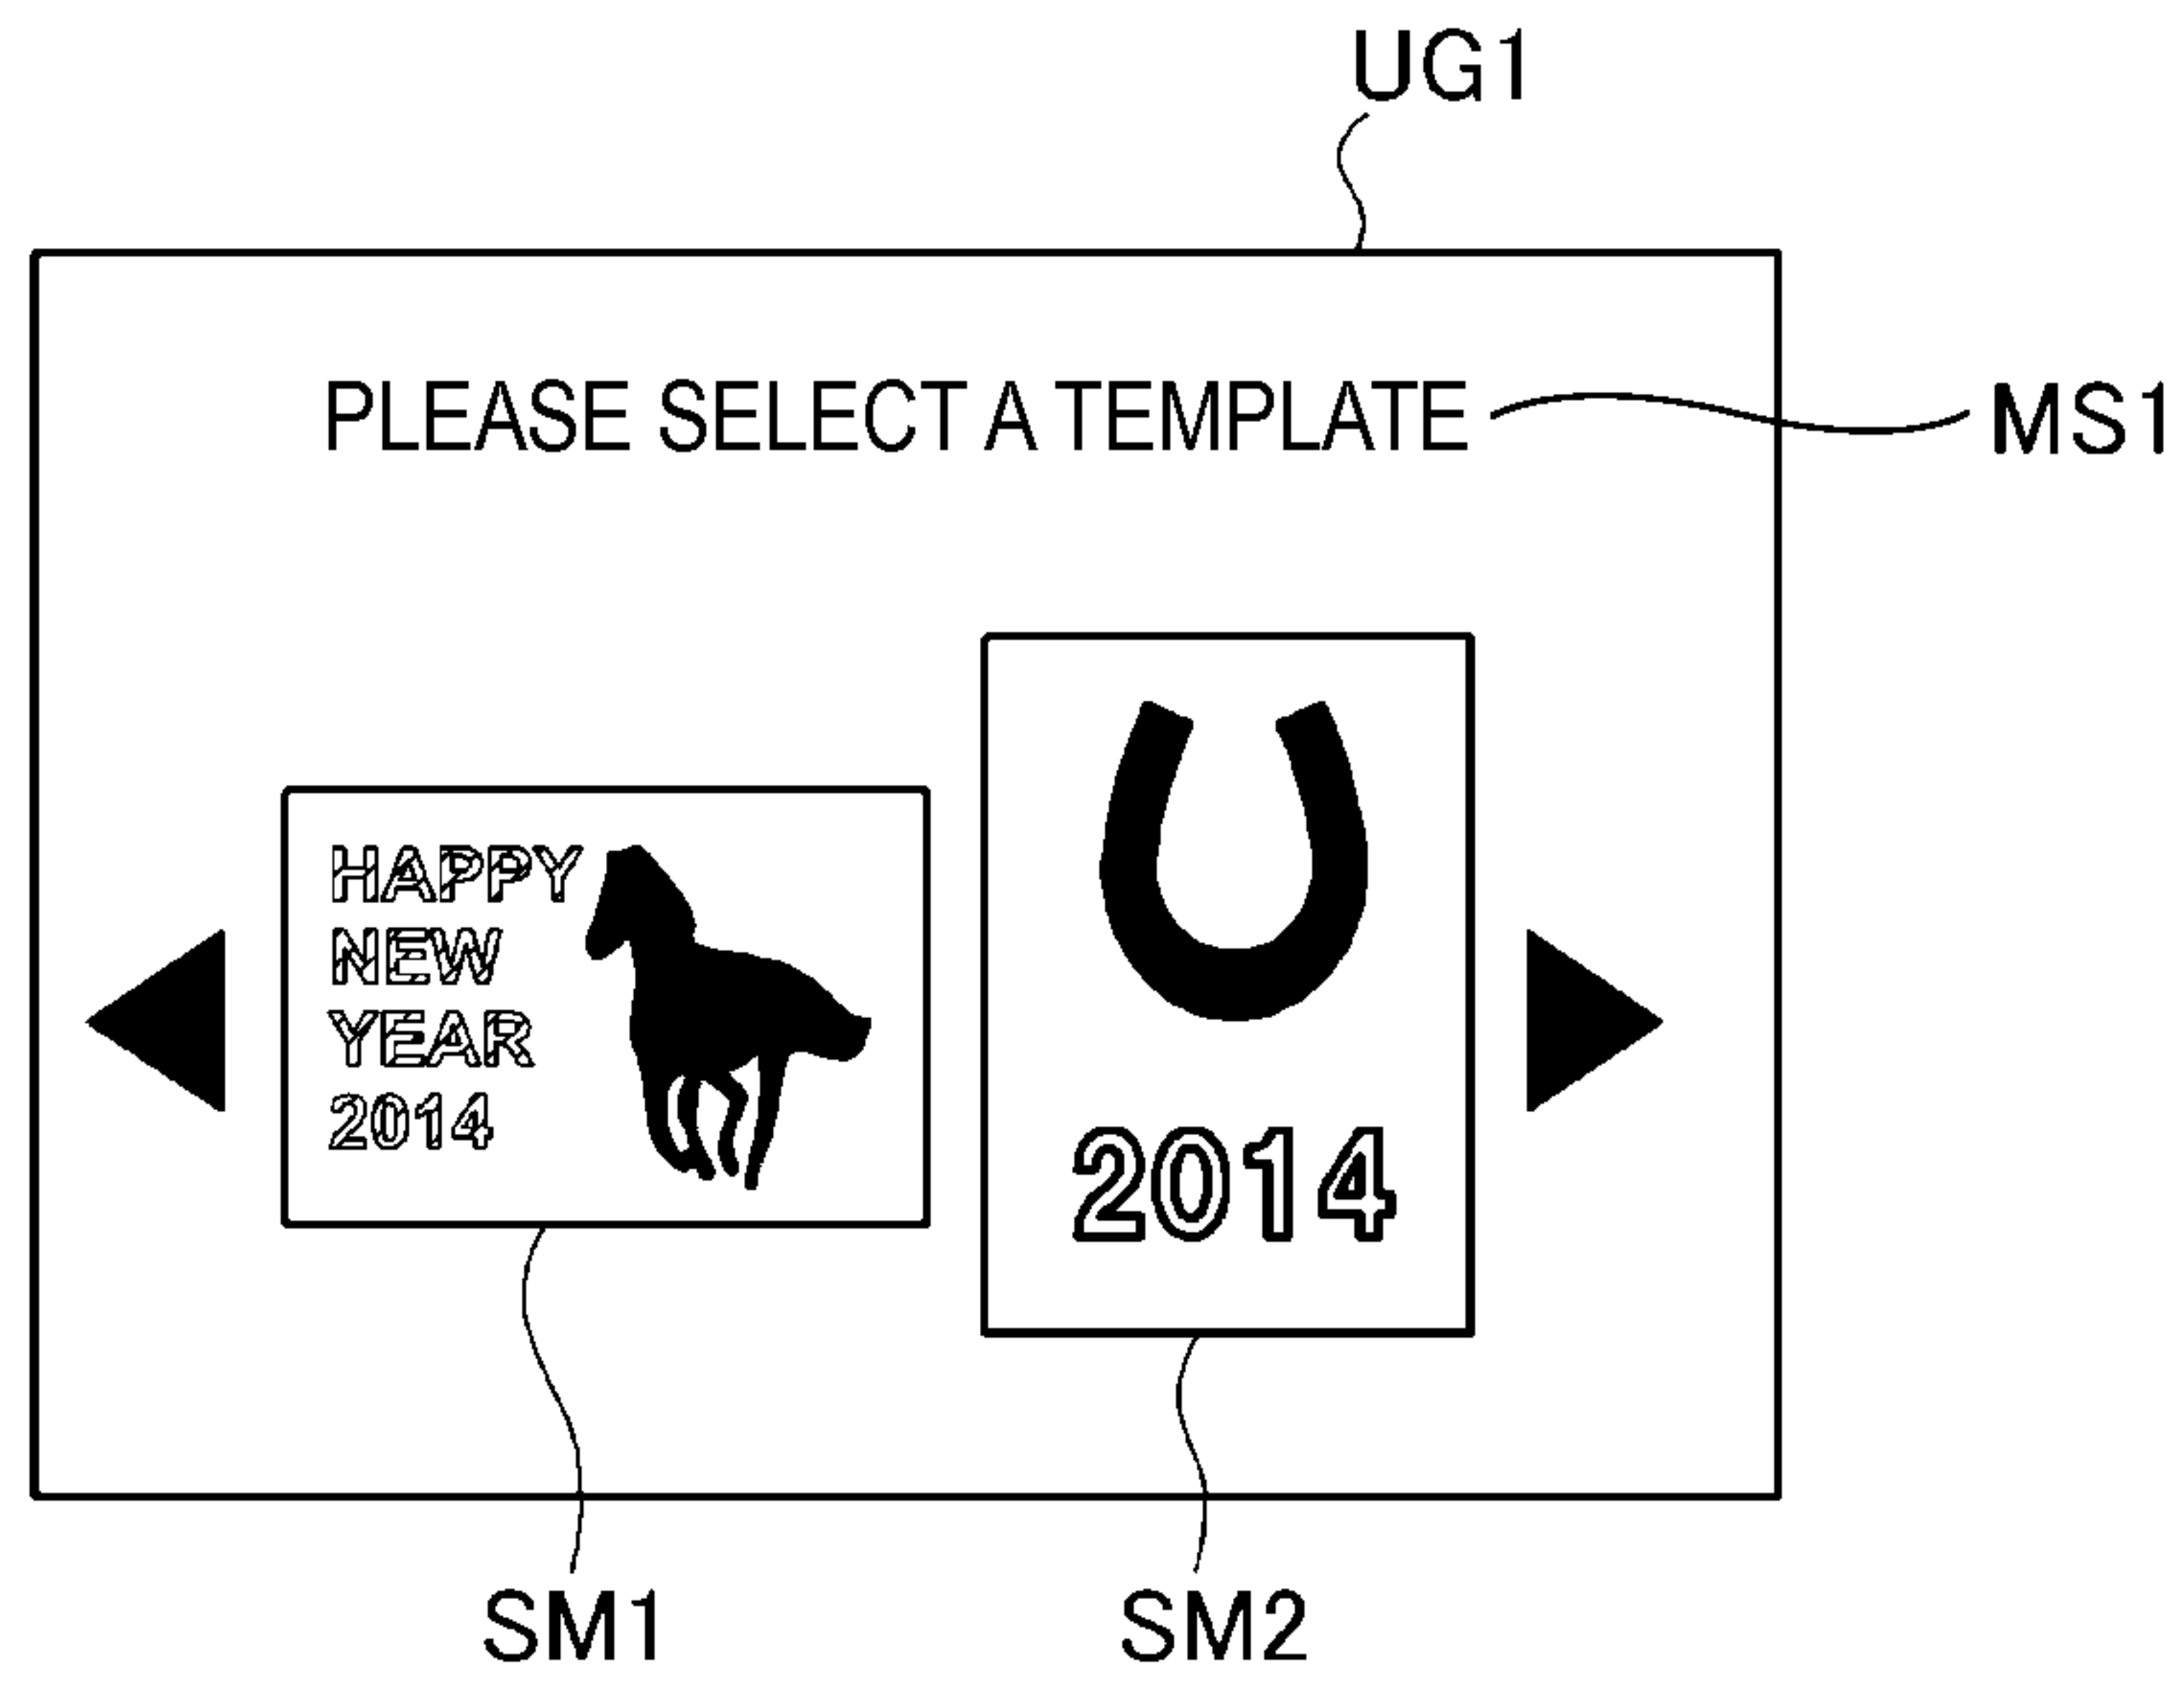 UG1
PLEASE SELECT A TEMPLATE
MS1
HAPPY
NEW
YEAR
2014
2014
SM1
SM2